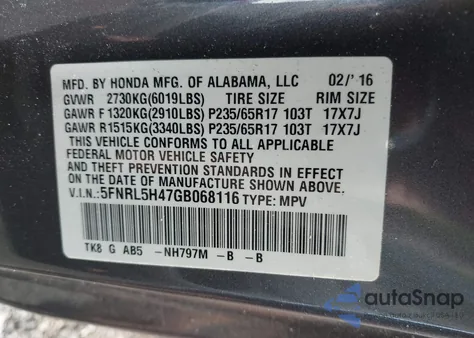 MFD. BY HONDA MFG. OF ALABAMA, LLC 02/'16
GVWR 2730KG(6019LBS) TIRE SIZE RIM SIZE
GAWR F 1320KG(2910LBS) P235/65R17 103T 17X7J
GAWR R1515KG(3340LBS) P235/65R17 103T 17X7J
THIS VEHICLE CONFORMS TO ALL APPLICABLE
FEDERAL MOTOR VEHICLE SAFETY
AND THEFT PREVENTION STANDARDS IN EFFECT
ON THE DATE OF MANUFACTURE SHOWN ABOVE.
V.I.N.:5FNRL5H47GB068116 TYPE: MPV
TK8 G AB5 -NH797M -B -B
autoSnap